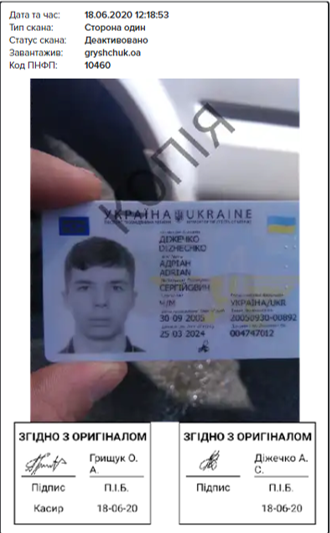 Дата та час: 18.06.2020 12:18:53
Тип скана: Сторона один
Статус скана: Деактивовано
Завантажив: gryshchuk.oa
Код ПНФП: 10460
КОПІЯ
УКРАЇНА UKRAINE
ДІЖЕЧКО
DIZHECHKO
АДРІАН
ADRIAN
СЕРГІЙОВИЧ
Ч/M УКРАЇНА/UKR
30 09 2005 20050930-00892
25 03 2024 004747012
ЗГІДНО З ОРИГІНАЛОМ ЗГІДНО З ОРИГІНАЛОМ
Грищук О. А. Діжечко А. С.
Підпис П.І.Б. Підпис П.І.Б.
Касир 18-06-20 18-06-20